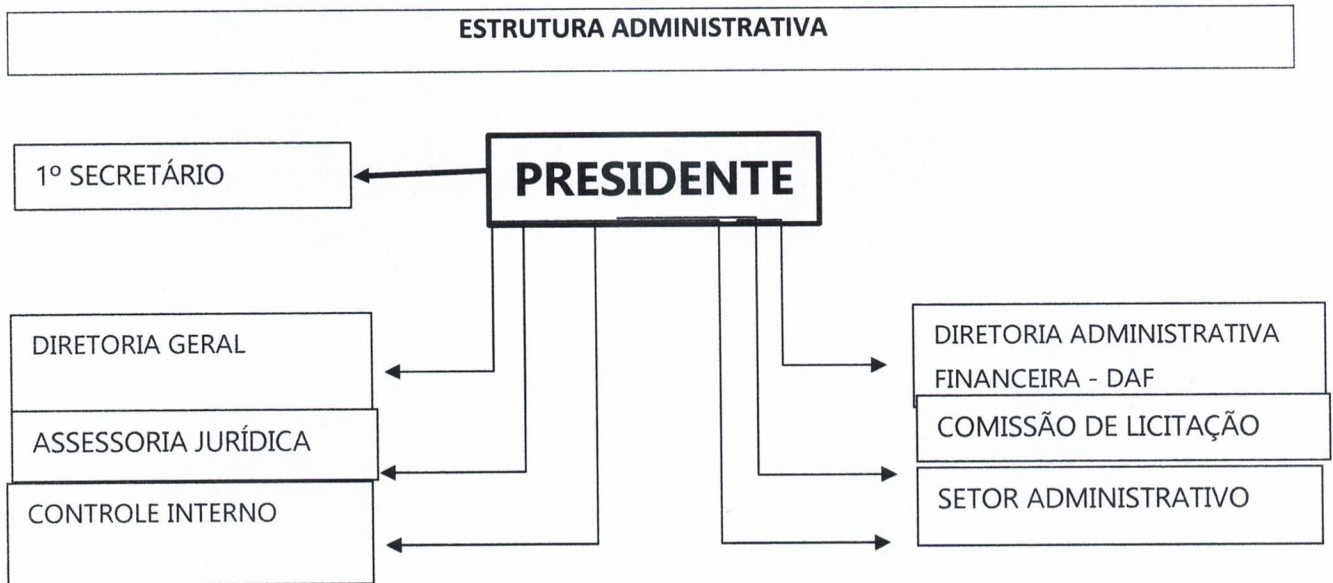 ESTRUTURA ADMINISTRATIVA
1º SECRETÁRIO
PRESIDENTE
DIRETORIA GERAL
ASSESSORIA JURÍDICA
CONTROLE INTERNO
DIRETORIA ADMINISTRATIVA
FINANCEIRA - DAF
COMISSÃO DE LICITAÇÃO
SETOR ADMINISTRATIVO